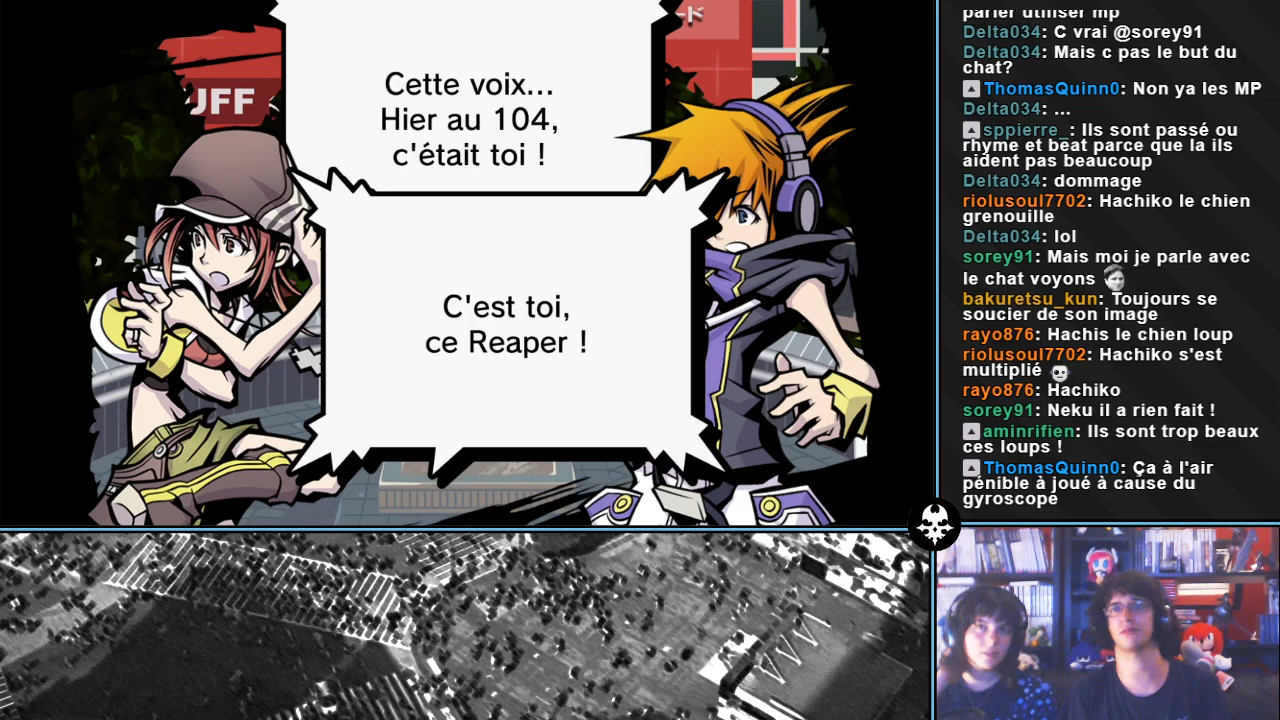 UFF
ード
Cette voix...
Hier au 104,
c'était toi !
C'est toi,
ce Reaper !
parler utiliser mp
Delta034: C vrai @sorey91
Delta034: Mais c pas le but du
chat?
ThomasQuinn0: Non ya les MP
Delta034: ...
sppierre_: Ils sont passé ou
rhyme et beat parce que la ils
aident pas beaucoup
Delta034: dommage
riolusoul7702: Hachiko le chien
grenouille
Delta034: lol
sorey91: Mais moi je parle avec
le chat voyons
bakuretsu_kun: Toujours se
soucier de son image
rayo876: Hachis le chien loup
riolusoul7702: Hachiko s'est
multiplié
rayo876: Hachiko
sorey91: Neku il a rien fait !
aminrifien: Ils sont trop beaux
ces loups !
ThomasQuinn0: Ça à l'air
pénible à joué à cause du
gyroscope